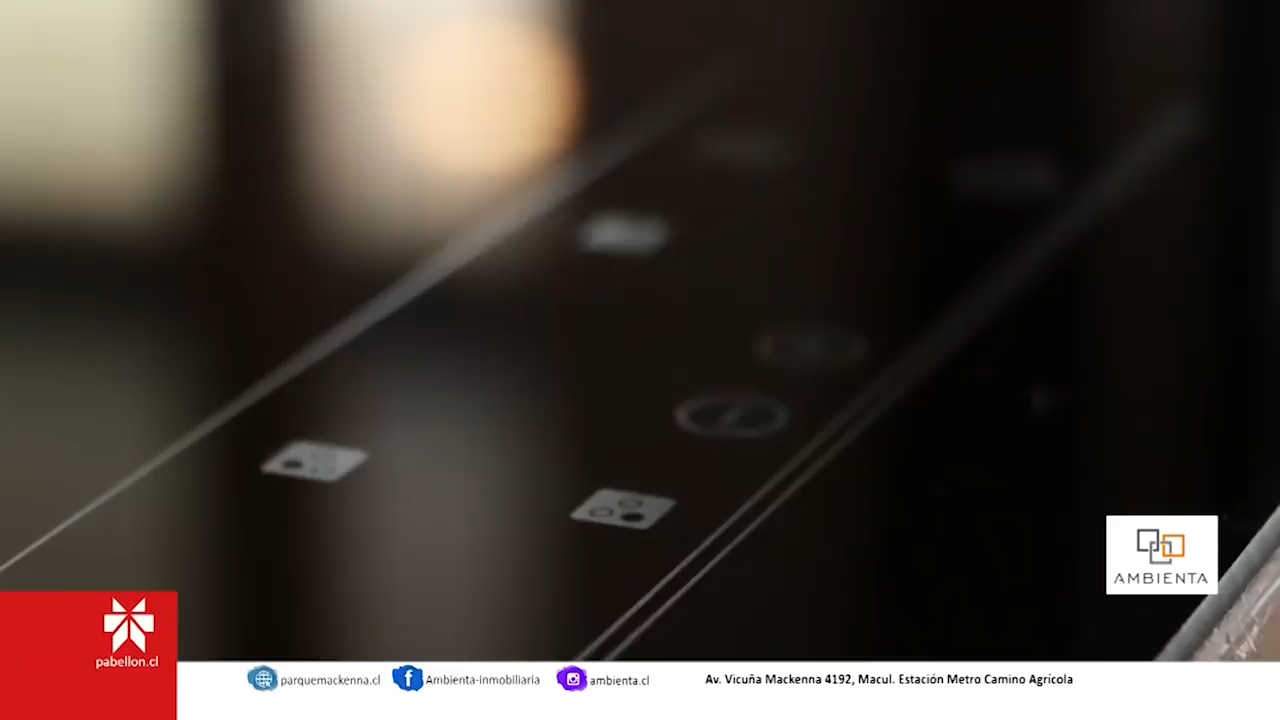 AMBIENTA
pabellon.cl
parquemackenna.cl
Ambienta-inmobiliaria
ambienta.cl
Av. Vicuña Mackenna 4192, Macul. Estación Metro Camino Agrícola